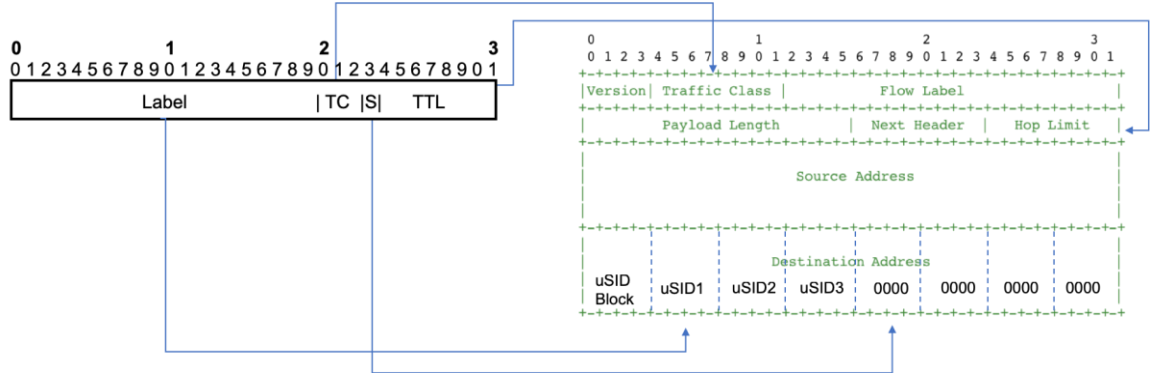 0 1 2 3
0 1 2 3 4 5 6 7 8 9 0 1 2 3 4 5 6 7 8 9 0 1 2 3 4 5 6 7 8 9 0 1
Label | TC |S| TTL
0 1 2 3
0 1 2 3 4 5 6 7 8 9 0 1 2 3 4 5 6 7 8 9 0 1 2 3 4 5 6 7 8 9 0 1
+-+-+-+-+-+-+-+-+-+-+-+-+-+-+-+-+-+-+-+-+-+-+-+-+-+-+-+-+-+-+-+-+
|Version| Traffic Class | Flow Label |
+-+-+-+-+-+-+-+-+-+-+-+-+-+-+-+-+-+-+-+-+-+-+-+-+-+-+-+-+-+-+-+-+
| Payload Length | Next Header | Hop Limit |
+-+-+-+-+-+-+-+-+-+-+-+-+-+-+-+-+-+-+-+-+-+-+-+-+-+-+-+-+-+-+-+-+
Source Address
+-+-+-+-+-+-+-+-+-+-+-+-+-+-+-+-+-+-+-+-+-+-+-+-+-+-+-+-+-+-+-+-+
Destination Address
uSID Block uSID1 uSID2 uSID3 0000 0000 0000 0000
+-+-+-+-+-+-+-+-+-+-+-+-+-+-+-+-+-+-+-+-+-+-+-+-+-+-+-+-+-+-+-+-+